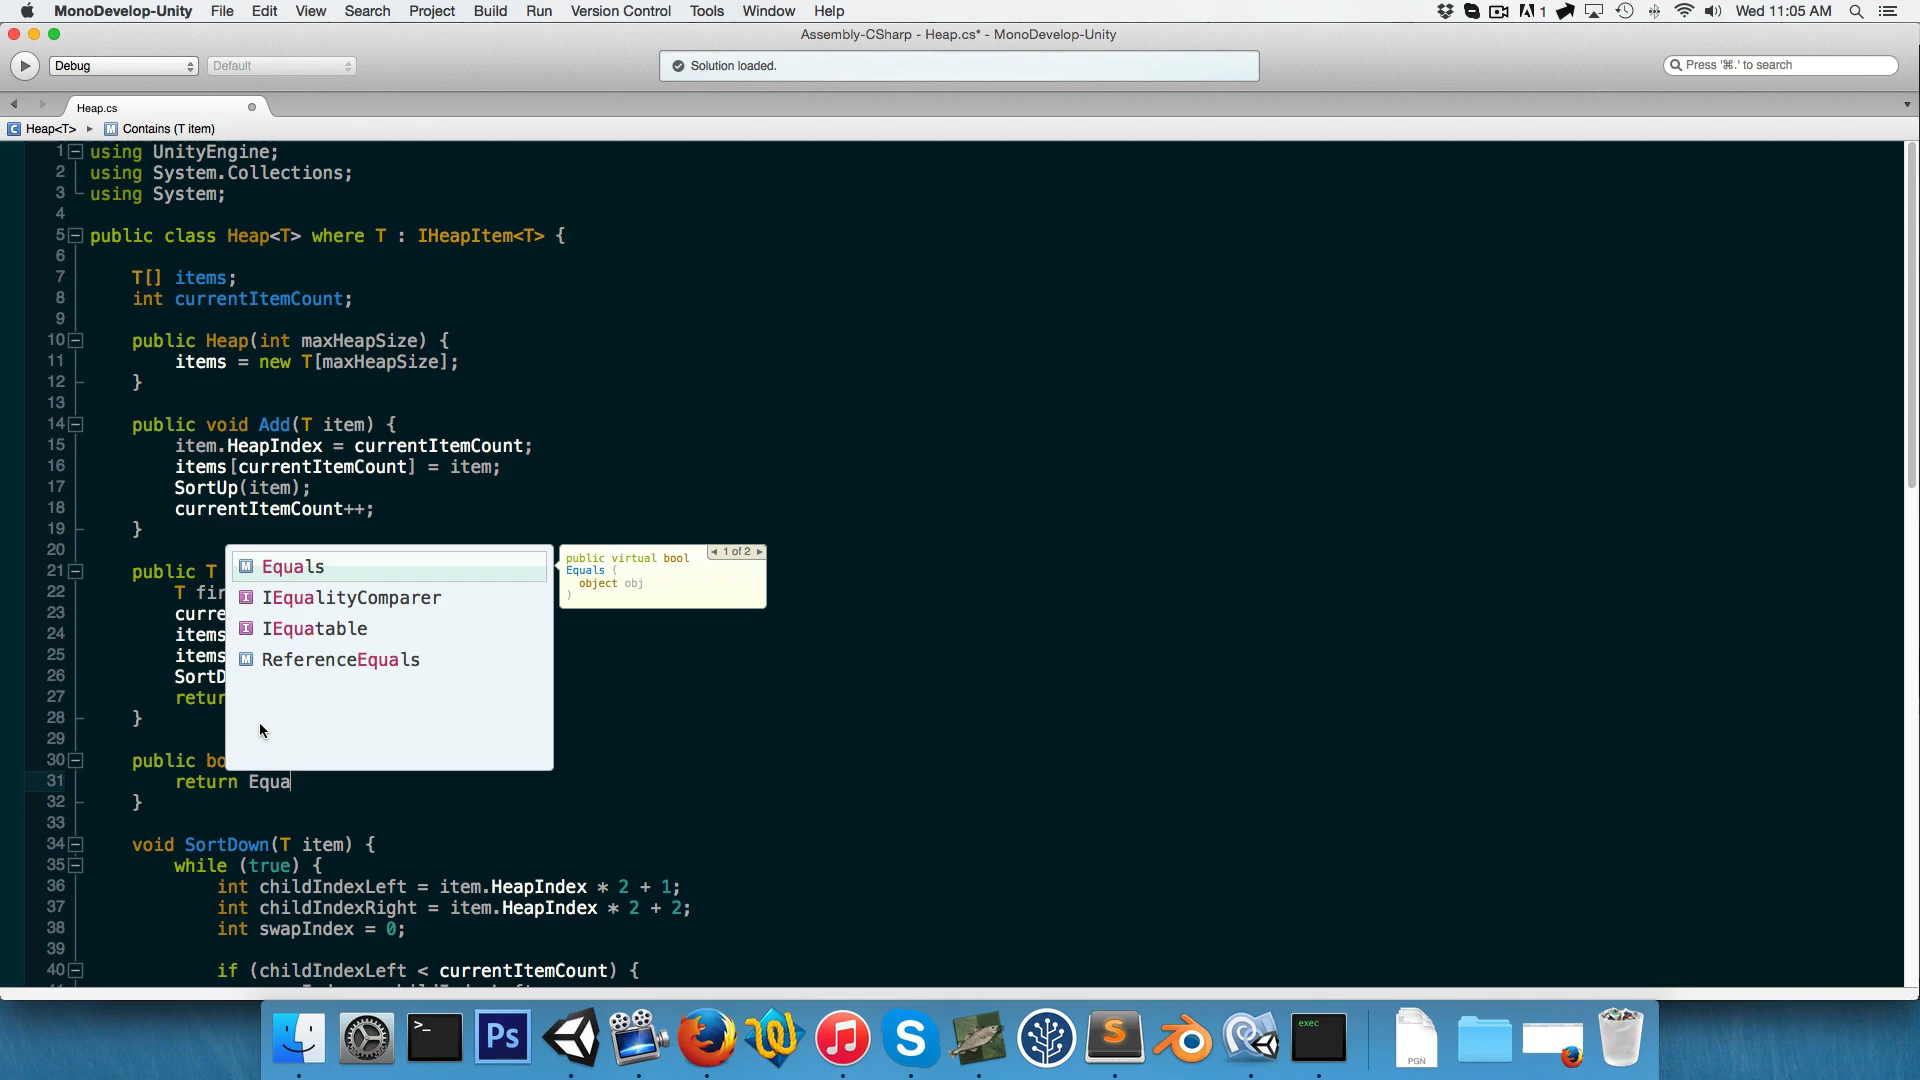 MonoDevelop-Unity File Edit View Search Project Build Run Version Control Tools Window Help 1 Wed 11:05 AM
Assembly-CSharp - Heap.cs* - MonoDevelop-Unity
Debug Default Solution loaded. Press '⌘.' to search
Heap.cs
C Heap<T> M Contains (T item)
1 using UnityEngine;
2 using System.Collections;
3 using System;
4
5 public class Heap<T> where T : IHeapItem<T> {
6
7 T[] items;
8 int currentItemCount;
9
10 public Heap(int maxHeapSize) {
11 items = new T[maxHeapSize];
12 }
13
14 public void Add(T item) {
15 item.HeapIndex = currentItemCount;
16 items[currentItemCount] = item;
17 SortUp(item);
18 currentItemCount++;
19 }
20
21 public T
22 T fir
23 curre
24 items
25 items
26 SortD
27 retur
28 }
29
30 public bo
31 return Equa
32 }
33
34 void SortDown(T item) {
35 while (true) {
36 int childIndexLeft = item.HeapIndex * 2 + 1;
37 int childIndexRight = item.HeapIndex * 2 + 2;
38 int swapIndex = 0;
39
40 if (childIndexLeft < currentItemCount) {
M Equals
I IEqualityComparer
I IEquatable
M ReferenceEquals
1 of 2
public virtual bool
Equals (
object obj
)
>_ Ps S S exec PGN